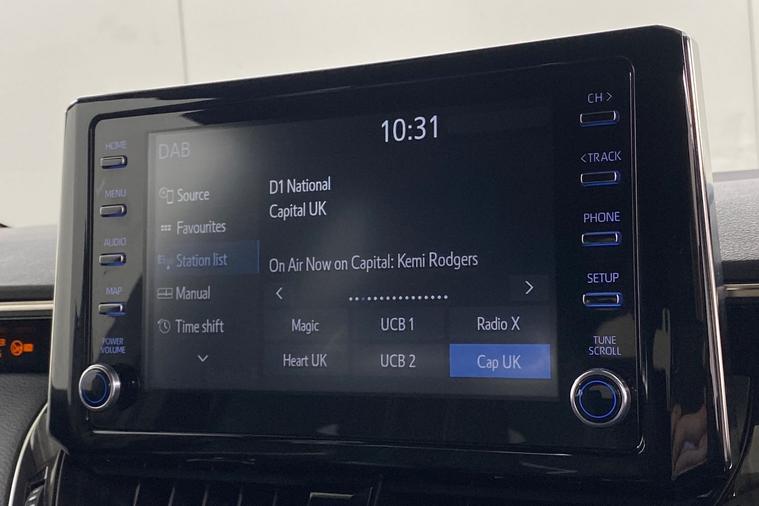 HOME
MENU
AUDIO
MAP
POWER
VOLUME
DAB
10:31
Source
Favourites
Station list
Manual
Time shift
D1 National
Capital UK
On Air Now on Capital: Kemi Rodgers
Magic
UCB 1
Radio X
Heart UK
UCB 2
Cap UK
CH >
< TRACK
PHONE
SETUP
TUNE
SCROLL